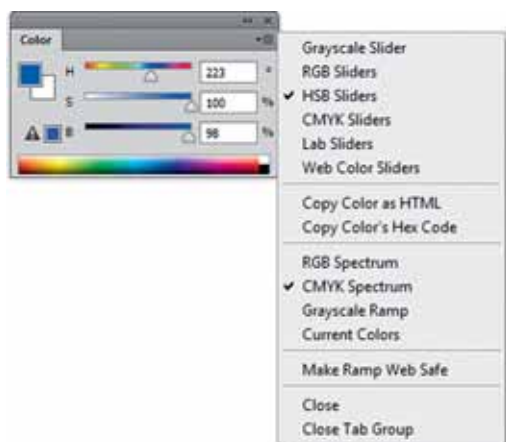 Color
H 223 °
S 100 %
B 98 %
Grayscale Slider
RGB Sliders
✔ HSB Sliders
CMYK Sliders
Lab Sliders
Web Color Sliders
Copy Color as HTML
Copy Color's Hex Code
RGB Spectrum
✔ CMYK Spectrum
Grayscale Ramp
Current Colors
Make Ramp Web Safe
Close
Close Tab Group